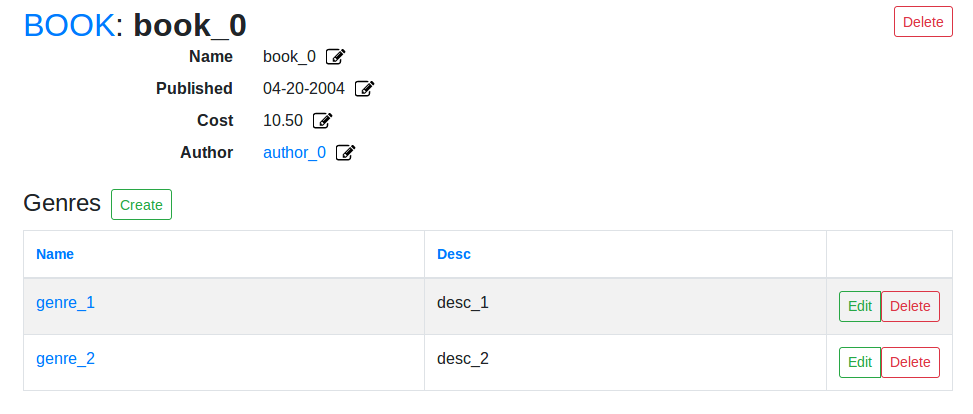 BOOK: book_0 Delete
Name book_0
Published 04-20-2004
Cost 10.50
Author author_0
Genres Create
Name Desc
genre_1 desc_1 Edit Delete
genre_2 desc_2 Edit Delete